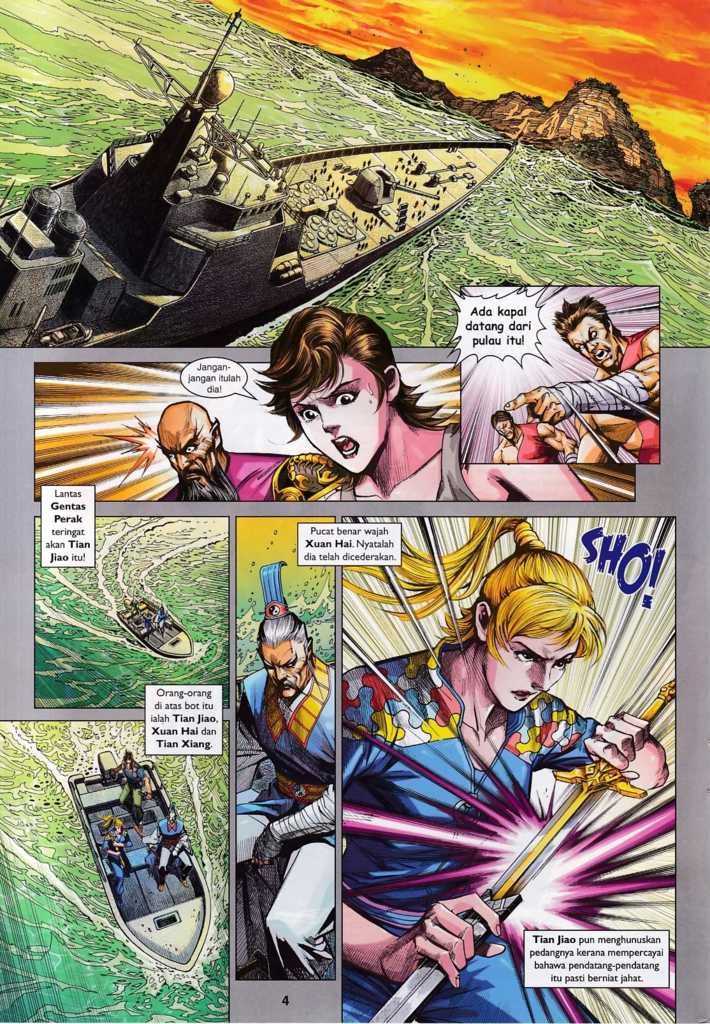 Ada kapal
datang dari
pulau itu!
Jangan-
jangan itulah
dia!
Lantas
Gentas
Perak
teringat
akan Tian
Jiao itu!
Pucat benar wajah
Xuan Hai. Nyatalah
dia telah dicederakan.
SHO!
Orang-orang
di atas bot itu
ialah Tian Jiao,
Xuan Hai dan
Tian Xiang.
Tian Jiao pun menghunuskan
pedangnya kerana mempercayai
bahawa pendatang-pendatang
itu pasti berniat jahat.
4